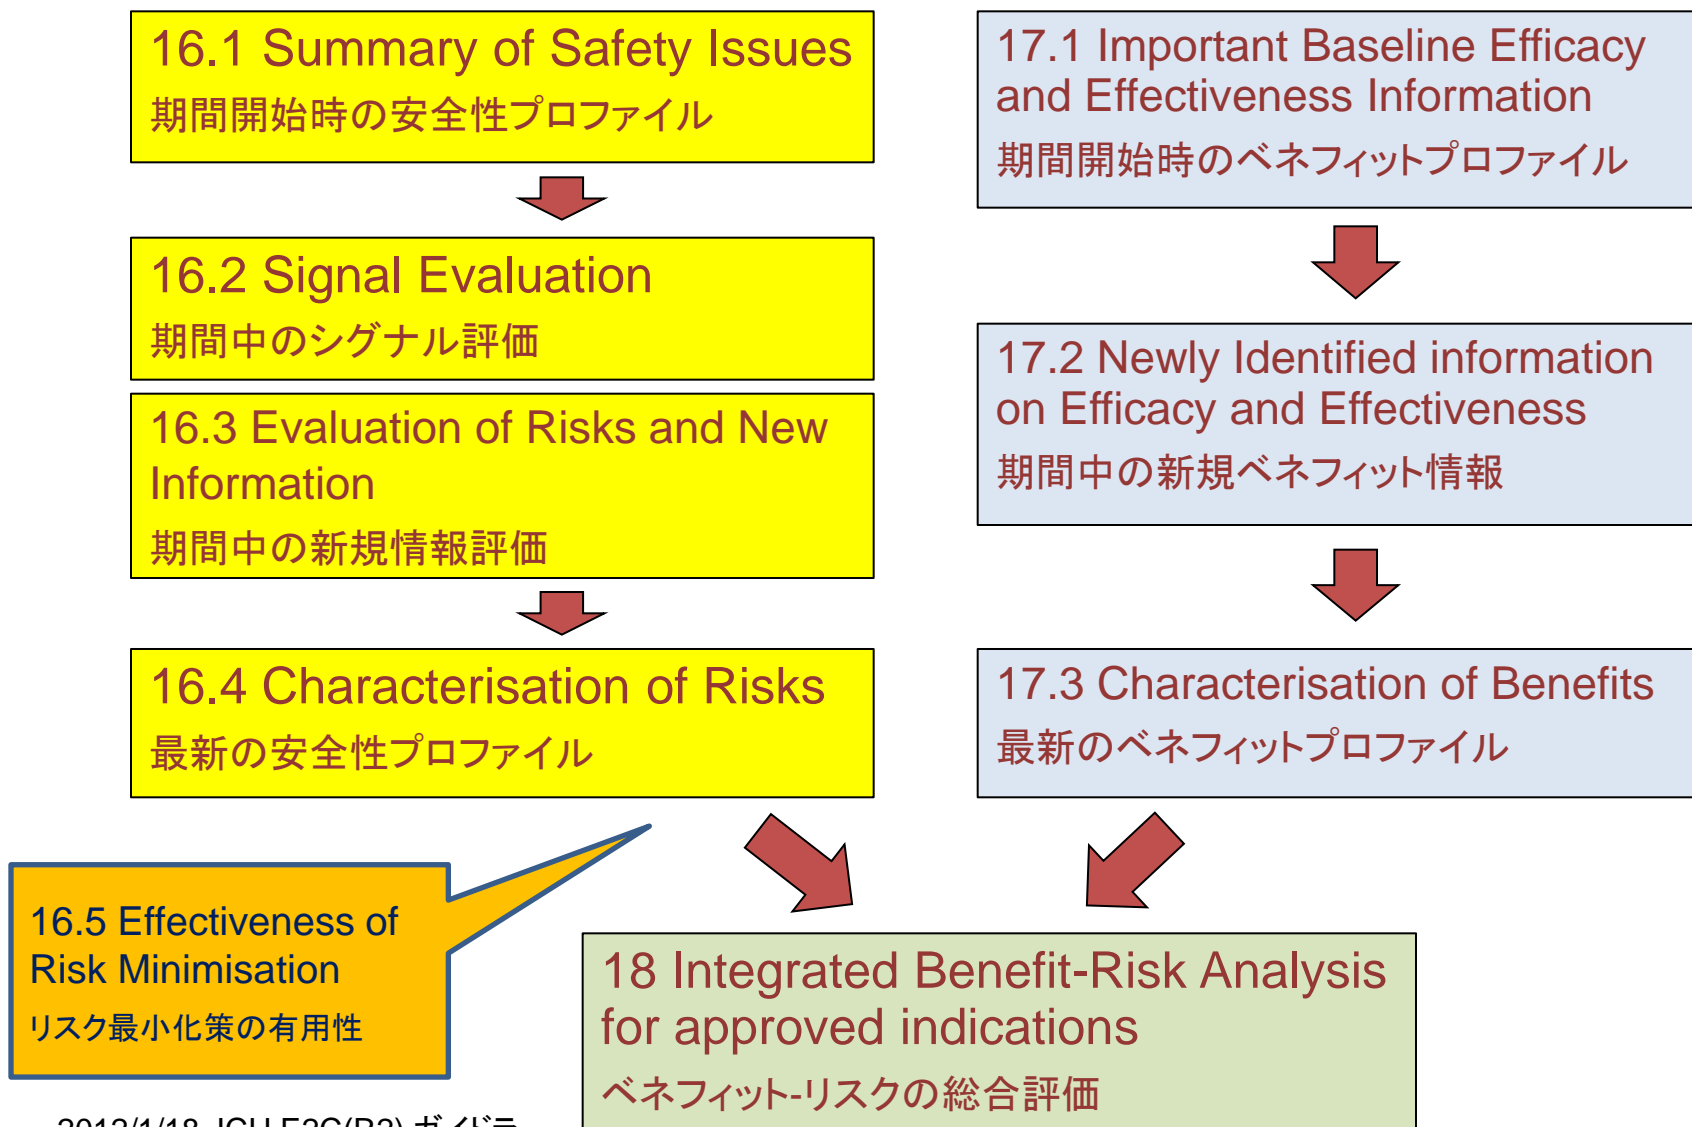 16.1 Summary of Safety Issues
期間開始時の安全性プロファイル
16.2 Signal Evaluation
期間中のシグナル評価
16.3 Evaluation of Risks and New
Information
期間中の新規情報評価
16.4 Characterisation of Risks
最新の安全性プロファイル
16.5 Effectiveness of
Risk Minimisation
リスク最小化策の有用性
17.1 Important Baseline Efficacy
and Effectiveness Information
期間開始時のベネフィットプロファイル
17.2 Newly Identified information
on Efficacy and Effectiveness
期間中の新規ベネフィット情報
17.3 Characterisation of Benefits
最新のベネフィットプロファイル
18 Integrated Benefit-Risk Analysis
for approved indications
ベネフィット-リスクの総合評価
ICH E2C(R2) ガイドラ